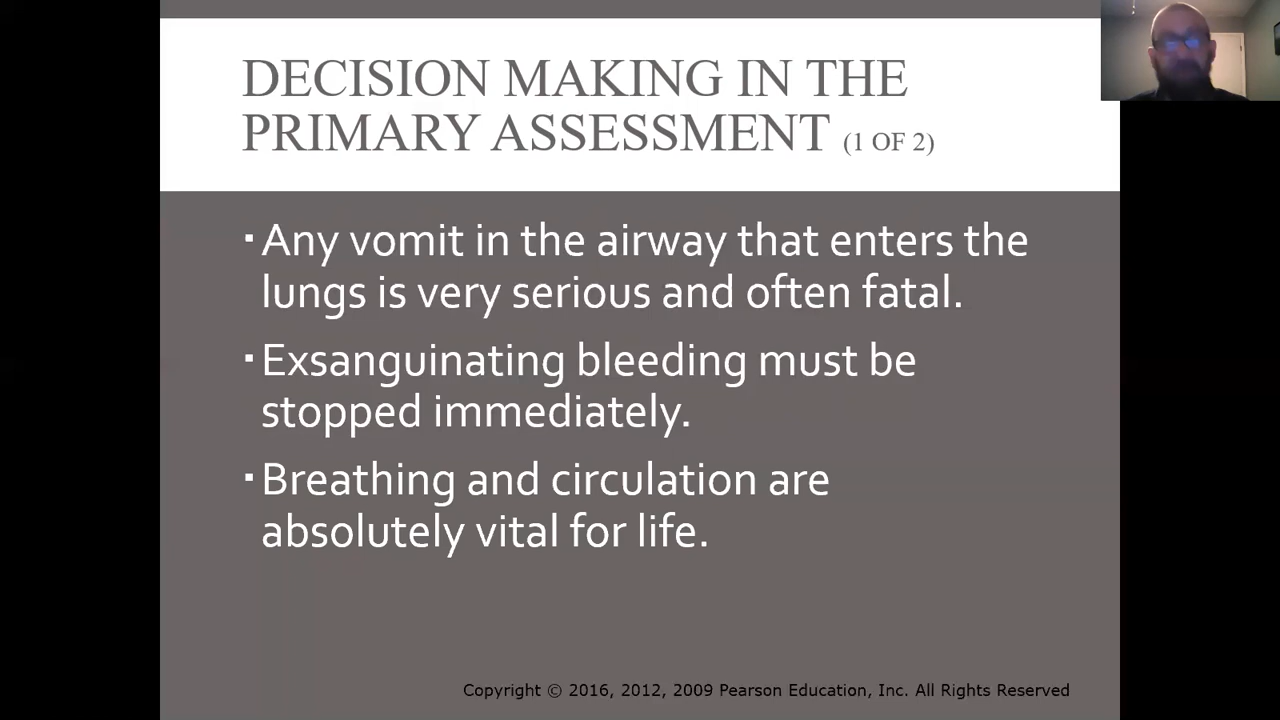 DECISION MAKING IN THE
PRIMARY ASSESSMENT (1 OF 2)
▪ Any vomit in the airway that enters the
lungs is very serious and often fatal.
▪ Exsanguinating bleeding must be
stopped immediately.
▪ Breathing and circulation are
absolutely vital for life.
Copyright © 2016, 2012, 2009 Pearson Education, Inc. All Rights Reserved